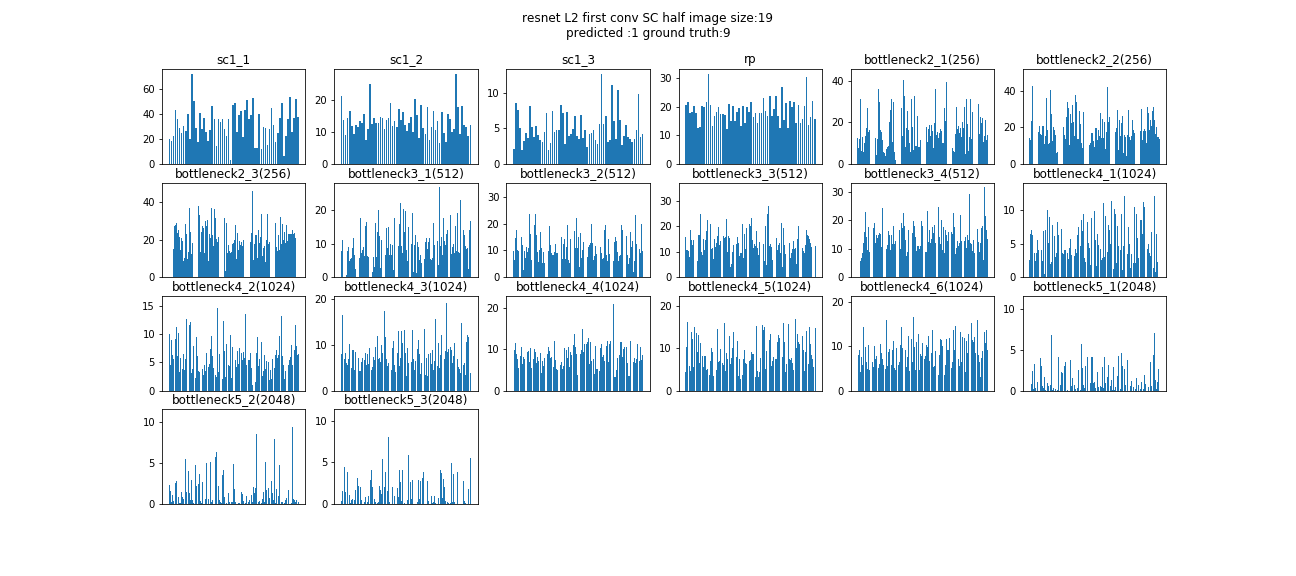 resnet L2 first conv SC half image size:19
predicted :1 ground truth:9
sc1_1 sc1_2 sc1_3 rp bottleneck2_1(256) bottleneck2_2(256)
60 40 20 0
20 10 0
10 5 0
30 20 10 0
40 20 0
40 20 0
bottleneck2_3(256) bottleneck3_1(512) bottleneck3_2(512) bottleneck3_3(512) bottleneck3_4(512) bottleneck4_1(1024)
40 20 0
20 10 0
30 20 10 0
30 20 10 0
30 20 10 0
10 5 0
bottleneck4_2(1024) bottleneck4_3(1024) bottleneck4_4(1024) bottleneck4_5(1024) bottleneck4_6(1024) bottleneck5_1(2048)
15 10 5 0
20 10 0
20 10 0
20 10 0
20 10 0
10 5 0
bottleneck5_2(2048) bottleneck5_3(2048)
10 5 0
10 5 0